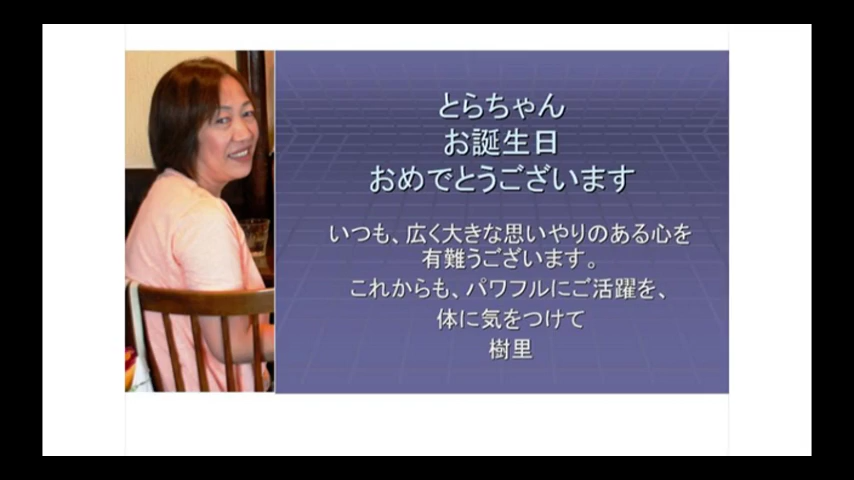 とらちゃん
お誕生日
おめでとうございます
いつも、広く大きな思いやりのある心を
有難うございます。
これからも、パワフルにご活躍を、
体に気をつけて
樹里